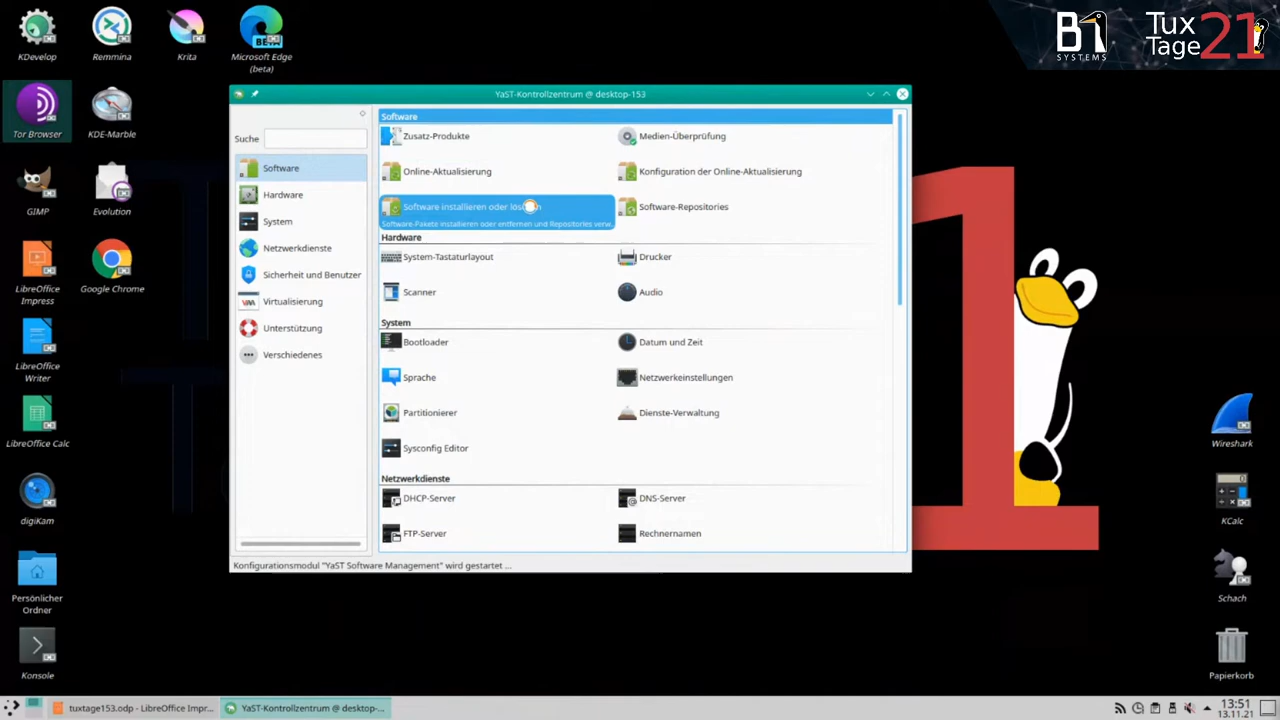 KDevelop
Remmina
Krita
Microsoft Edge
(beta)
B1
SYSTEMS
Tux
Tage
21
Tor Browser
KDE-Marble
GIMP
Evolution
LibreOffice
Impress
Google Chrome
LibreOffice
Writer
LibreOffice Calc
digiKam
Persönlicher
Ordner
Konsole
YaST-Kontrollzentrum @ desktop-153
Suche
Software
Hardware
System
Netzwerkdienste
Sicherheit und Benutzer
Virtualisierung
Unterstützung
Verschiedenes
Software
Zusatz-Produkte
Medien-Überprüfung
Online-Aktualisierung
Konfiguration der Online-Aktualisierung
Software installieren oder löschen
Software-Repositories
Software-Pakete installieren oder entfernen und Repositories verw...
Hardware
System-Tastaturlayout
Drucker
Scanner
Audio
System
Bootloader
Datum und Zeit
Sprache
Netzwerkeinstellungen
Partitionierer
Dienste-Verwaltung
Sysconfig Editor
Netzwerkdienste
DHCP-Server
DNS-Server
FTP-Server
Rechnernamen
Konfigurationsmodul "YaST Software Management" wird gestartet ...
1
Wireshark
KCalc
Schach
Papierkorb
tuxtage153.odp - LibreOffice Impr...
YaST-Kontrollzentrum @ desktop-...
13:51
13.11.21